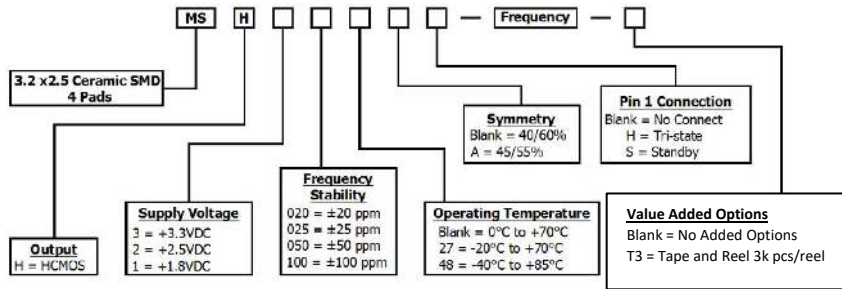 MS H — Frequency —
3.2 x2.5 Ceramic SMD
4 Pads
Output
H = HCMOS
Supply Voltage
3 = +3.3VDC
2 = +2.5VDC
1 = +1.8VDC
Frequency
Stability
020 = ±20 ppm
025 = ±25 ppm
050 = ±50 ppm
100 = ±100 ppm
Operating Temperature
Blank = 0°C to +70°C
27 = -20°C to +70°C
48 = -40°C to +85°C
Symmetry
Blank = 40/60%
A = 45/55%
Pin 1 Connection
Blank = No Connect
H = Tri-state
S = Standby
Value Added Options
Blank = No Added Options
T3 = Tape and Reel 3k pcs/reel